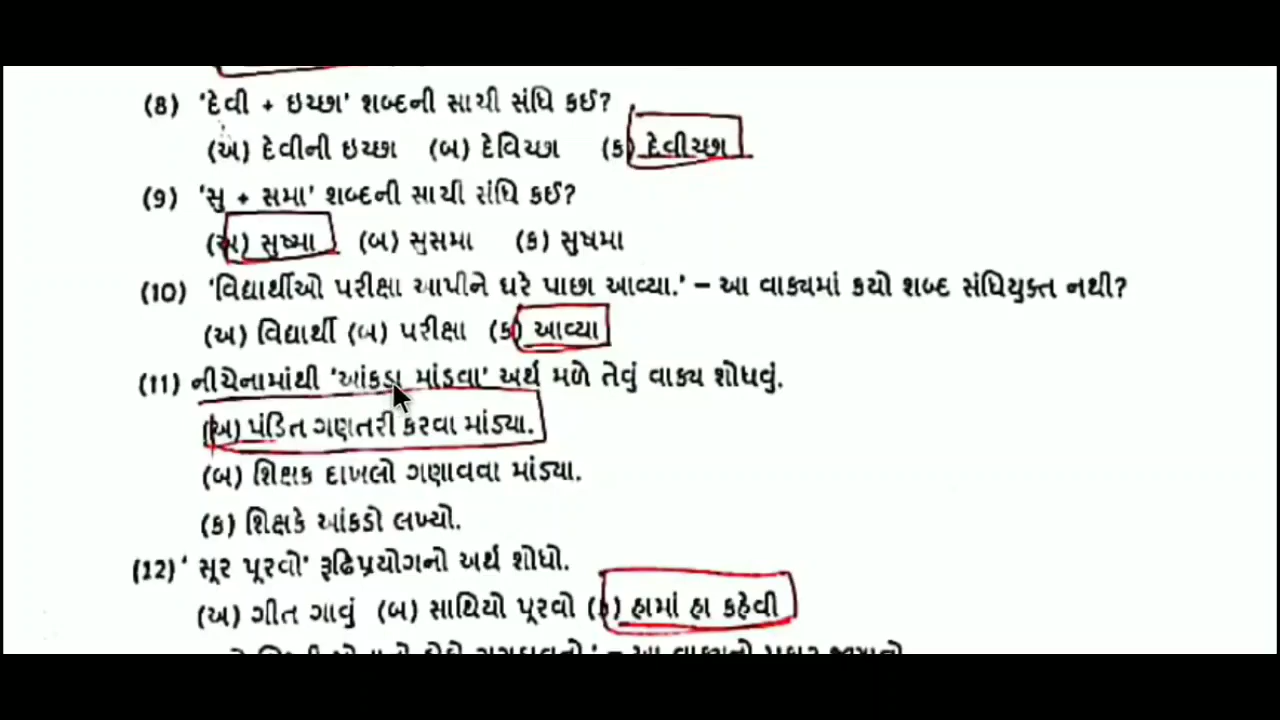 (8) 'દેવી + ઇચ્છા' શબ્દની સાચી સંધિ કઈ?
(અ) દેવીની ઇચ્છા (બ) દેવિચ્છા (ક) દેવીચ્છા
(9) 'સુ + સમા' શબ્દની સાચી સંધિ કઈ?
(અ) સુષ્મા (બ) સુસમા (ક) સુષમા
(10) 'વિદ્યાર્થીઓ પરીક્ષા આપીને ઘરે પાછા આવ્યા.' – આ વાક્યમાં કયો શબ્દ સંધિયુક્ત નથી?
(અ) વિદ્યાર્થી (બ) પરીક્ષા (ક) આવ્યા
(11) નીચેનામાંથી 'આંકડા માંડવા' અર્થ મળે તેવું વાક્ય શોધવું.
(અ) પંડિત ગણતરી કરવા માંડ્યા.
(બ) શિક્ષક દાખલો ગણાવવા માંડ્યા.
(ક) શિક્ષકે આંકડો લખ્યો.
(12) ' સૂર પૂરવો' રૂઢિપ્રયોગનો અર્થ શોધો.
(અ) ગીત ગાવું (બ) સાથિયો પૂરવો (ક) હામાં હા કહેવી